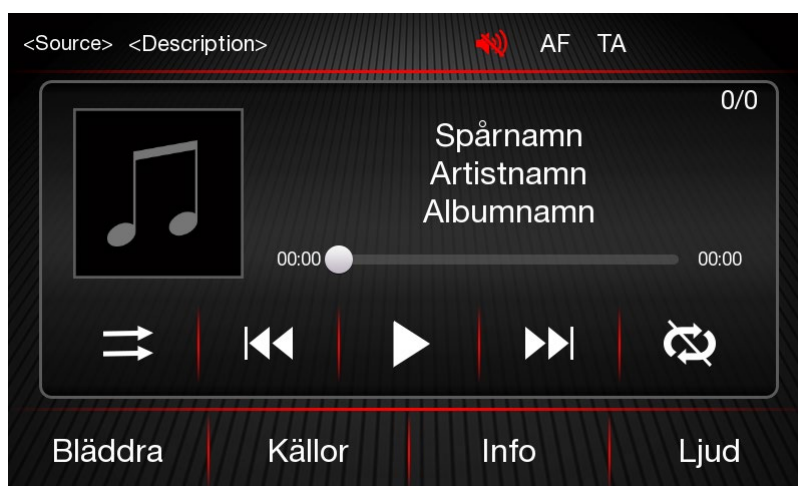 <Source> <Description> AF TA
0/0
Spårnamn
Artistnamn
Albumnamn
00:00 00:00
Bläddra Källor Info Ljud